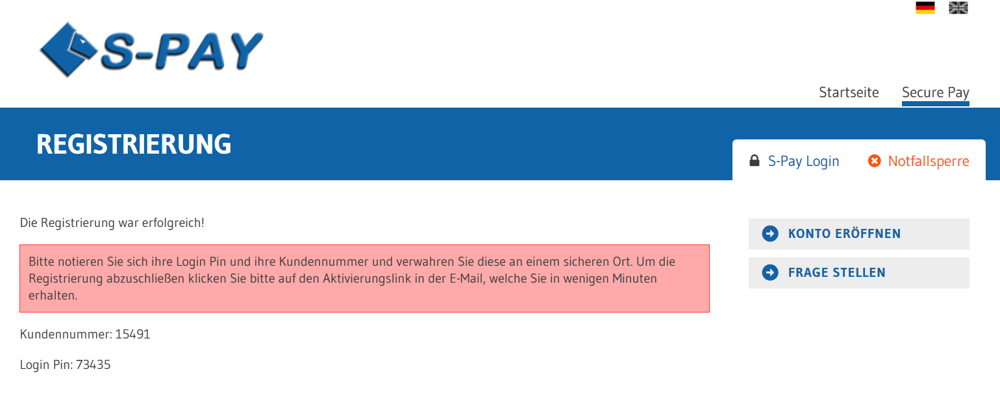 S-PAY
Startseite
Secure Pay
REGISTRIERUNG
S-Pay Login
Notfallsperre
Die Registrierung war erfolgreich!
Bitte notieren Sie sich ihre Login Pin und ihre Kundennummer und verwahren Sie diese an einem sicheren Ort. Um die
Registrierung abzuschließen klicken Sie bitte auf den Aktivierungslink in der E-Mail, welche Sie in wenigen Minuten
erhalten.
Kundennummer: 15491
Login Pin: 73435
KONTO ERÖFFNEN
FRAGE STELLEN